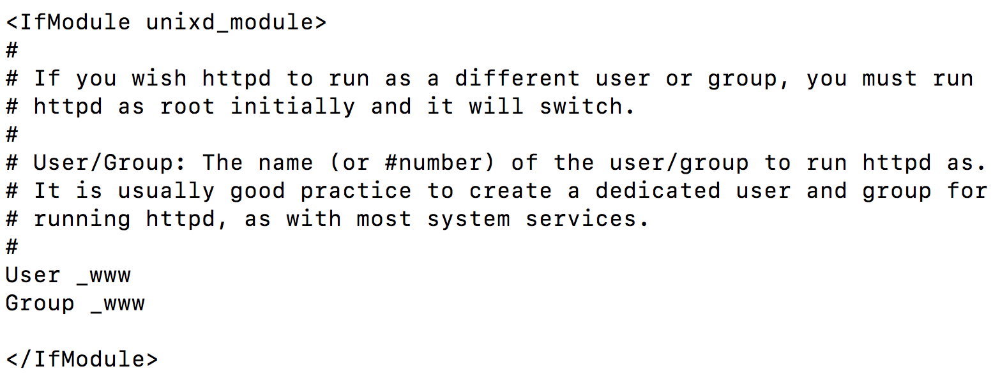 <IfModule unixd_module>
#
# If you wish httpd to run as a different user or group, you must run
# httpd as root initially and it will switch.
#
# User/Group: The name (or #number) of the user/group to run httpd as.
# It is usually good practice to create a dedicated user and group for
# running httpd, as with most system services.
#
User _www
Group _www

</IfModule>